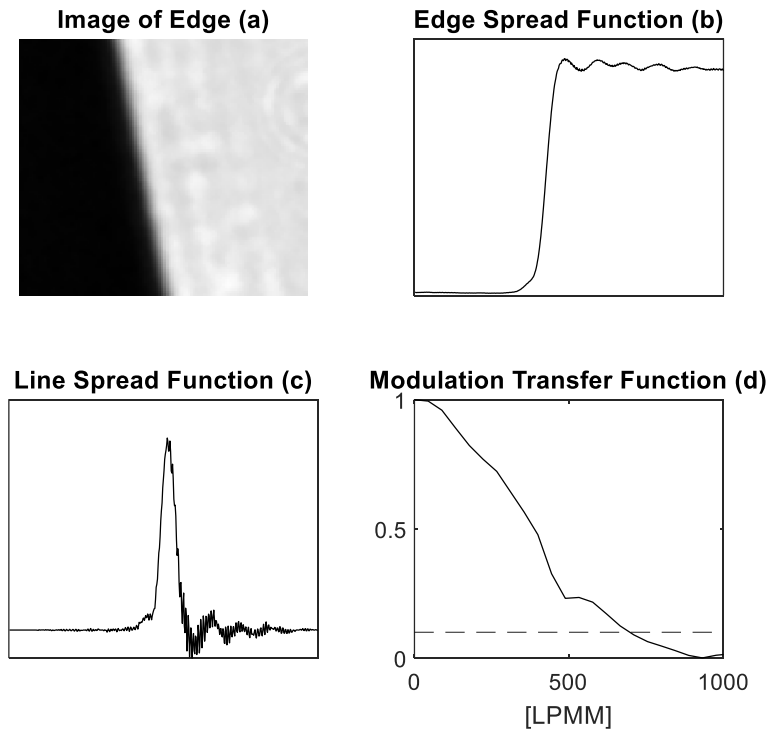 Image of Edge (a)
Edge Spread Function (b)
Line Spread Function (c)
Modulation Transfer Function (d)
1
0.5
0
0
500
1000
[LPMM]